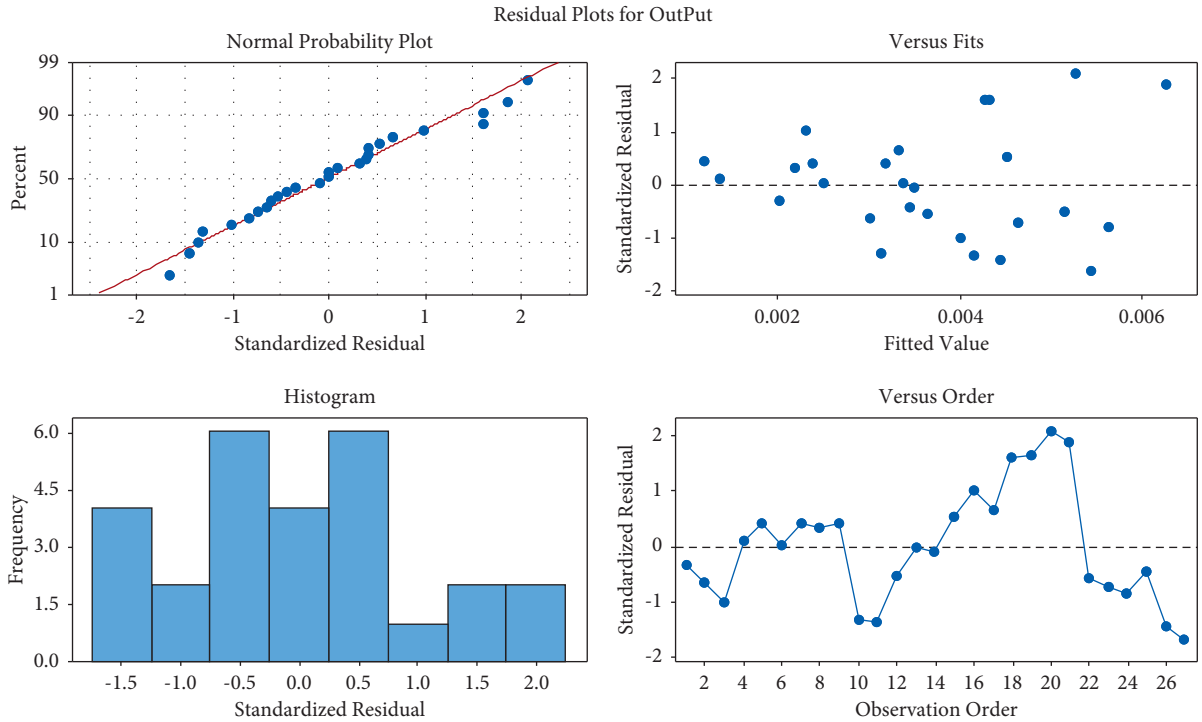 Residual Plots for OutPut
Normal Probability Plot
99
90
50
10
1
Percent
-2 -1 0 1 2
Standardized Residual
Versus Fits
2
1
0
-1
-2
Standardized Residual
0.002 0.004 0.006
Fitted Value
Histogram
6.0
4.5
3.0
1.5
0.0
Frequency
-1.5 -1.0 -0.5 0.0 0.5 1.0 1.5 2.0
Standardized Residual
Versus Order
2
1
0
-1
-2
Standardized Residual
2 4 6 8 10 12 14 16 18 20 22 24 26
Observation Order